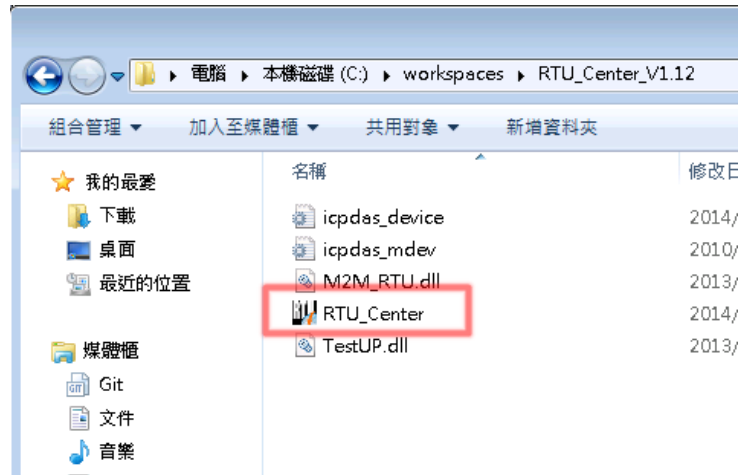 電腦 本機磁碟 (C:) workspaces RTU_Center_V1.12
組合管理 加入至媒體櫃 共用對象 新增資料夾
我的最愛
下載
桌面
最近的位置
媒體櫃
Git
文件
音樂
名稱 修改日
icpdas_device 2014/
icpdas_mdev 2010/
M2M_RTU.dll 2013/
RTU_Center 2014/
TestUP.dll 2013/